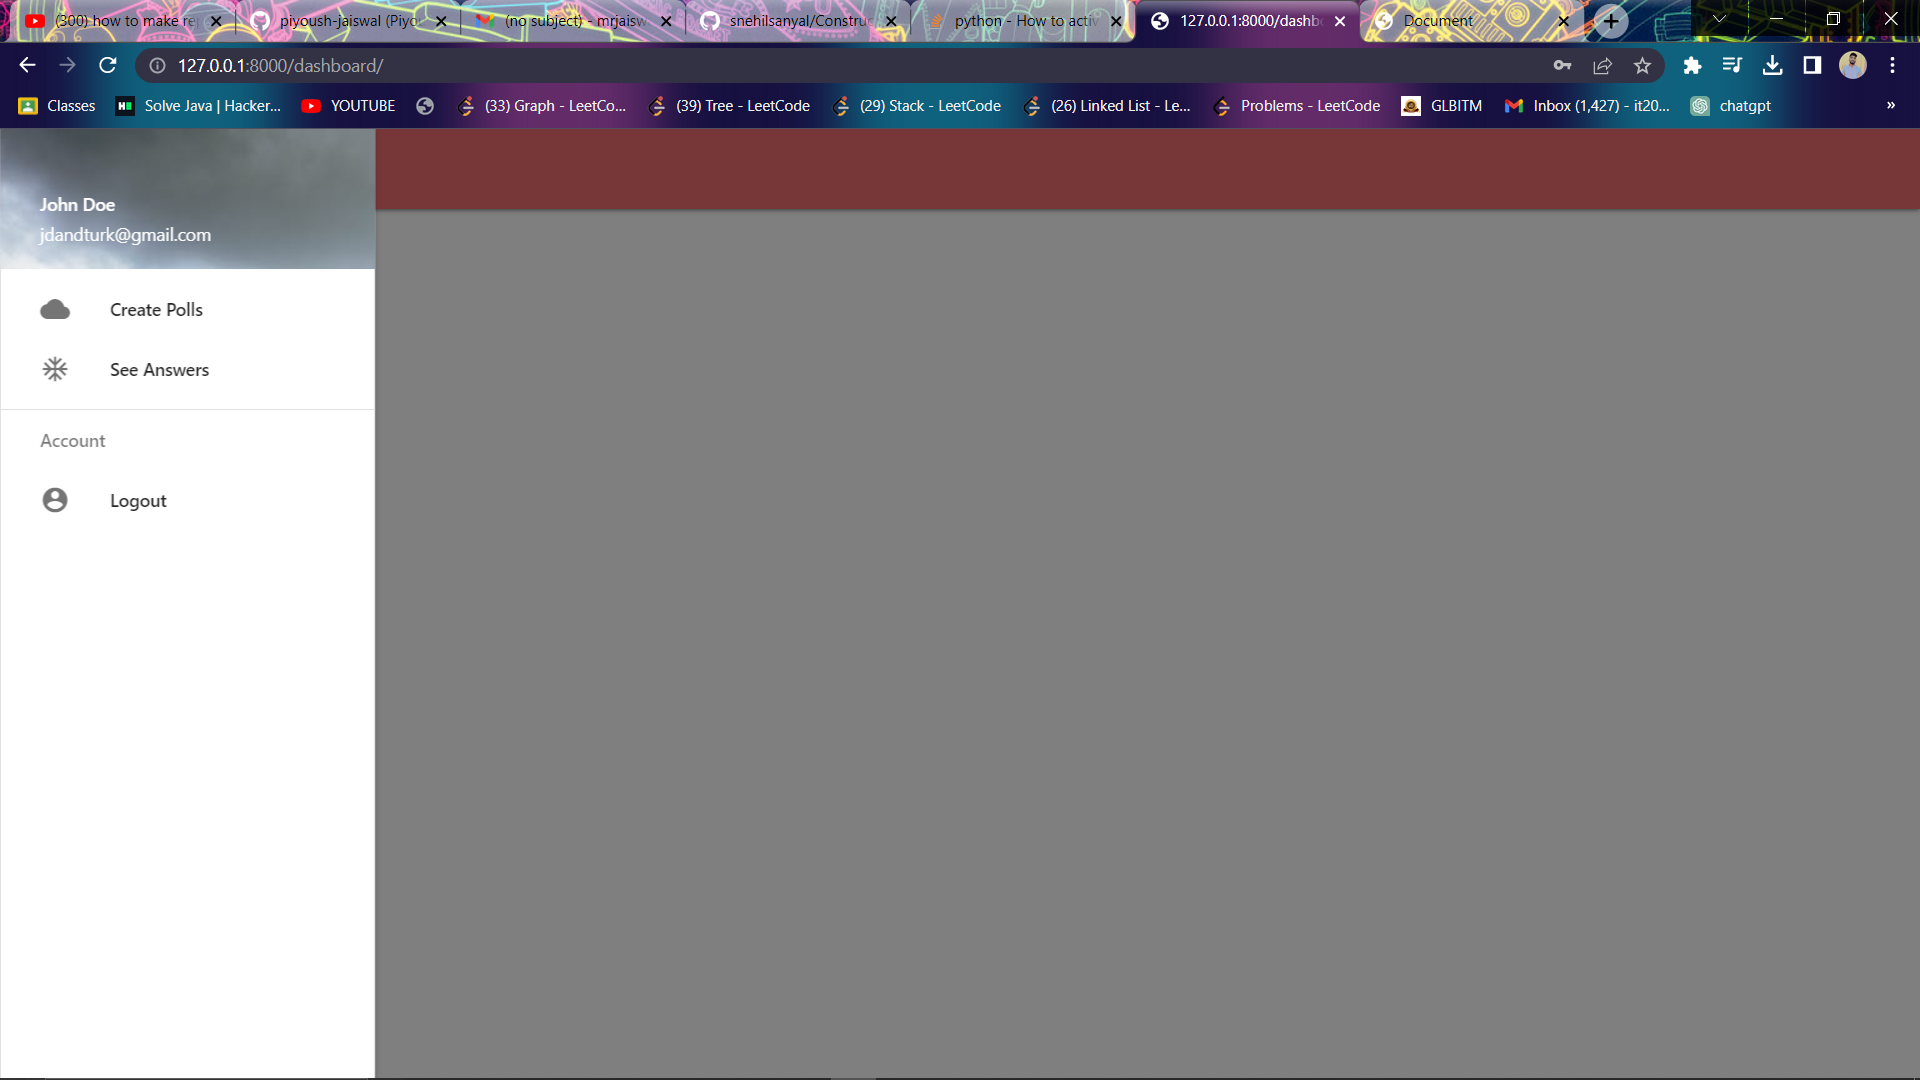 (300) how to make re
piyoush-jaiswal (Piyo
(no subject) - mrjaisw
snehilsanyal/Construc
python - How to activ
127.0.0.1:8000/dashb
Document
127.0.0.1:8000/dashboard/
Classes
Solve Java | Hacker...
YOUTUBE
(33) Graph - LeetCo...
(39) Tree - LeetCode
(29) Stack - LeetCode
(26) Linked List - Le...
Problems - LeetCode
GLBITM
Inbox (1,427) - it20...
chatgpt
»
John Doe
jdandturk@gmail.com
Create Polls
See Answers
Account
Logout